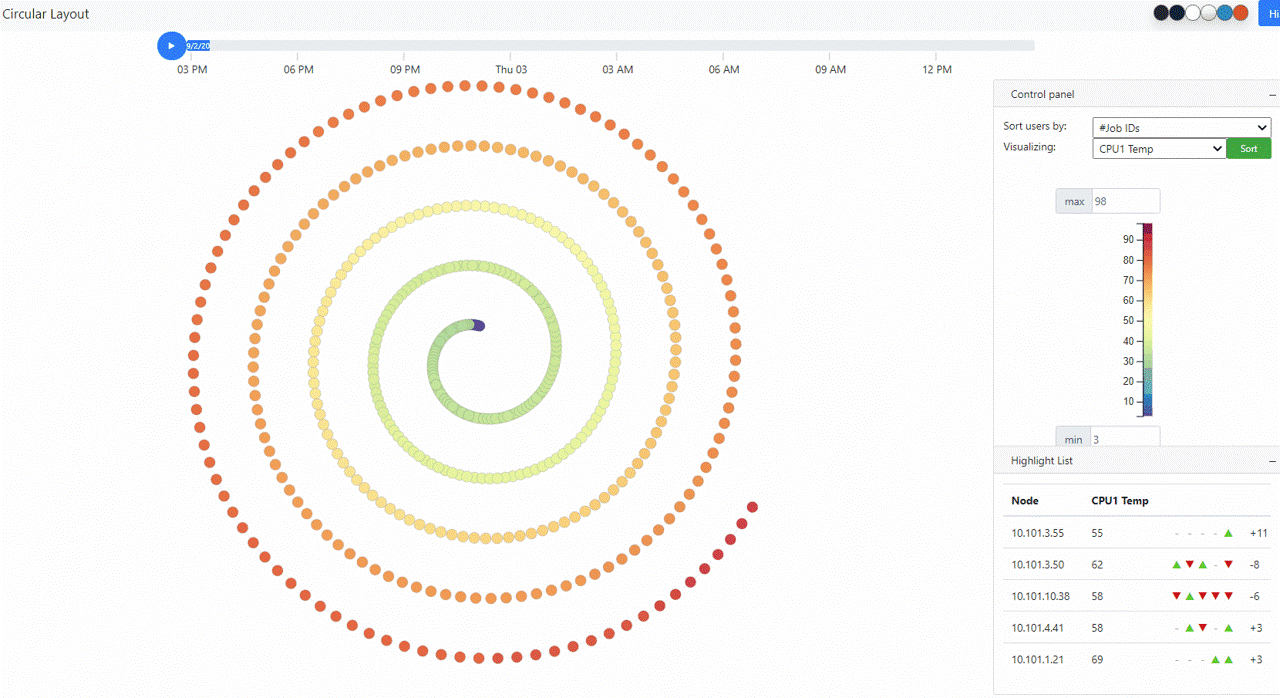 Circular Layout
Hi
9/2/20
03 PM 06 PM 09 PM Thu 03 03 AM 06 AM 09 AM 12 PM
Control panel
Sort users by: #Job IDs
Visualizing: CPU1 Temp Sort
max 98
90
80
70
60
50
40
30
20
10
min 3
Highlight List
Node CPU1 Temp
10.101.3.55 55 - - - - ▲ +11
10.101.3.50 62 ▲ ▼ ▲ - ▼ -8
10.101.10.38 58 ▼ ▲ ▼ ▼ ▼ -6
10.101.4.41 58 - ▲ ▼ - ▲ +3
10.101.1.21 69 - - - ▲ ▲ +3